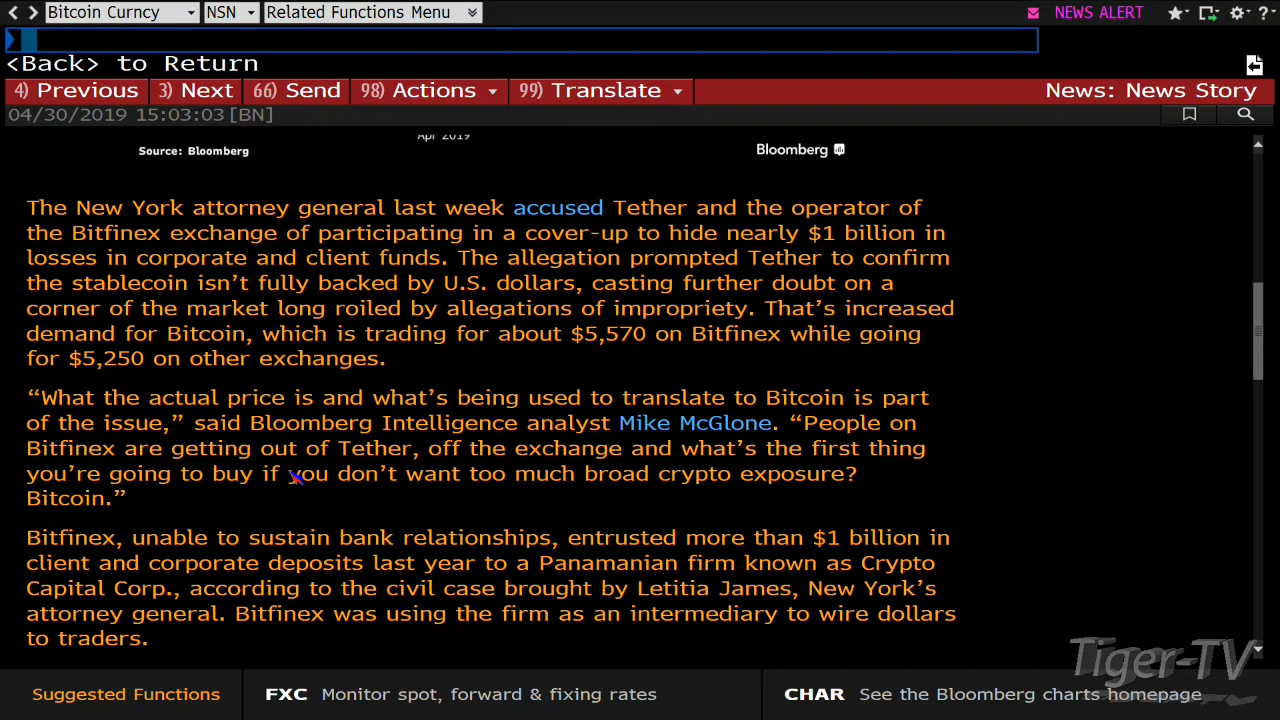 Bitcoin Curncy NSN Related Functions Menu NEWS ALERT ?
<Back> to Return
4) Previous 3) Next 66) Send 98) Actions 99) Translate News: News Story
04/30/2019 15:03:03 [BN]
Apr 2019
Source: Bloomberg Bloomberg
The New York attorney general last week accused Tether and the operator of
the Bitfinex exchange of participating in a cover-up to hide nearly $1 billion in
losses in corporate and client funds. The allegation prompted Tether to confirm
the stablecoin isn’t fully backed by U.S. dollars, casting further doubt on a
corner of the market long roiled by allegations of impropriety. That’s increased
demand for Bitcoin, which is trading for about $5,570 on Bitfinex while going
for $5,250 on other exchanges.
“What the actual price is and what’s being used to translate to Bitcoin is part
of the issue,” said Bloomberg Intelligence analyst Mike McGlone. “People on
Bitfinex are getting out of Tether, off the exchange and what’s the first thing
you’re going to buy if you don’t want too much broad crypto exposure?
Bitcoin.”
Bitfinex, unable to sustain bank relationships, entrusted more than $1 billion in
client and corporate deposits last year to a Panamanian firm known as Crypto
Capital Corp., according to the civil case brought by Letitia James, New York’s
attorney general. Bitfinex was using the firm as an intermediary to wire dollars
to traders.
Tiger-TV
Suggested Functions FXC Monitor spot, forward & fixing rates CHAR See the Bloomberg charts homepage